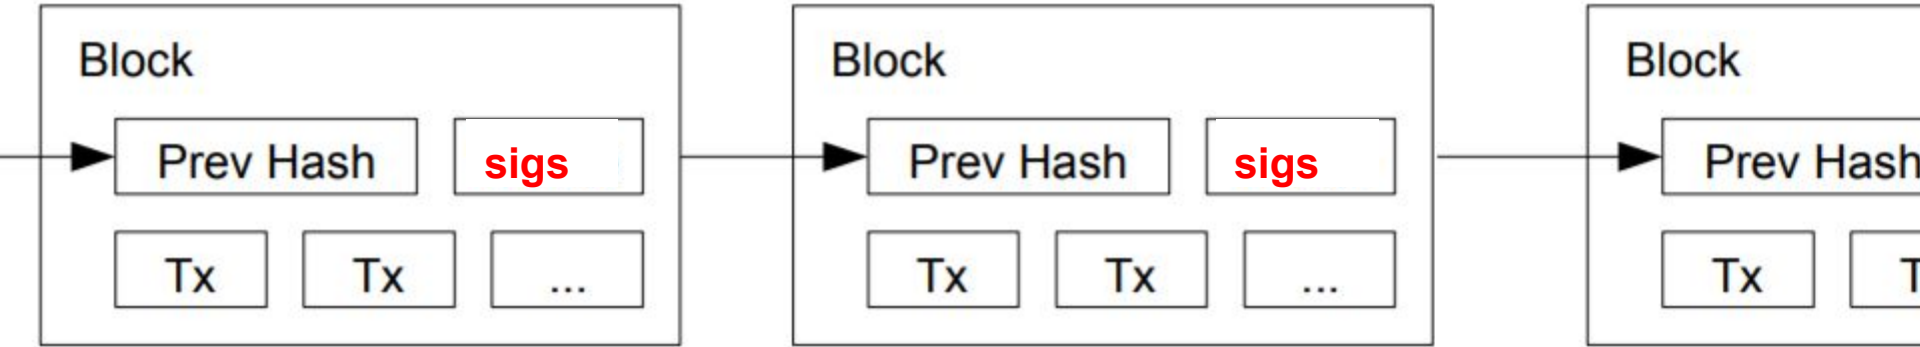 Block Block Block
Prev Hash sigs Prev Hash sigs Prev Hash
Tx Tx ... Tx Tx ... Tx T